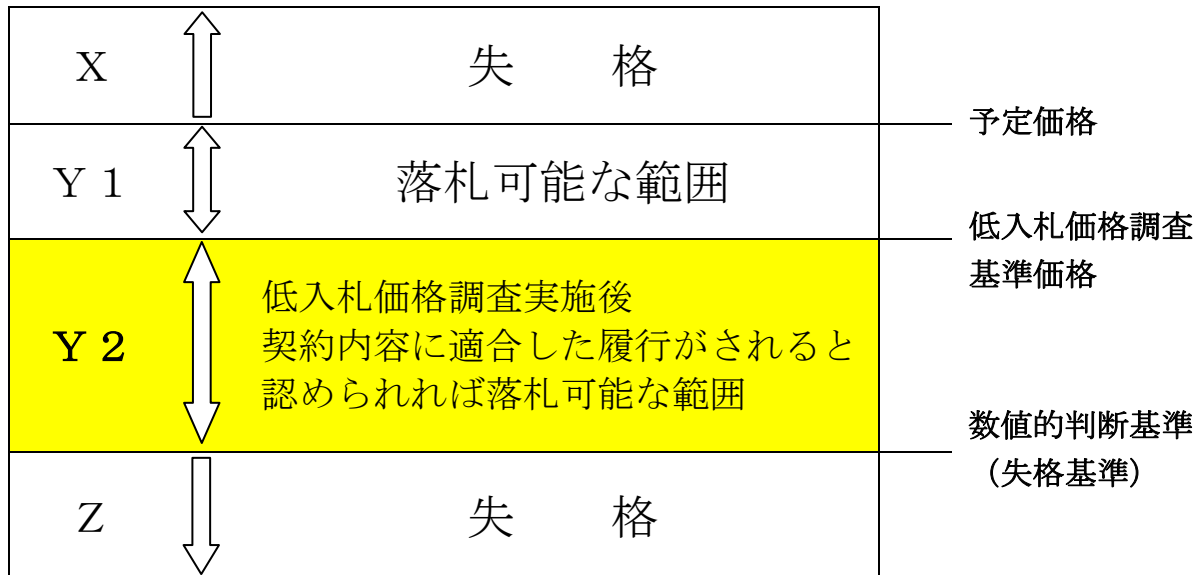 X
失　　格
予定価格
Y 1
落札可能な範囲
低入札価格調査
基準価格
Y 2
低入札価格調査実施後
契約内容に適合した履行がされると
認められれば落札可能な範囲
数値的判断基準
（失格基準）
Z
失　　格